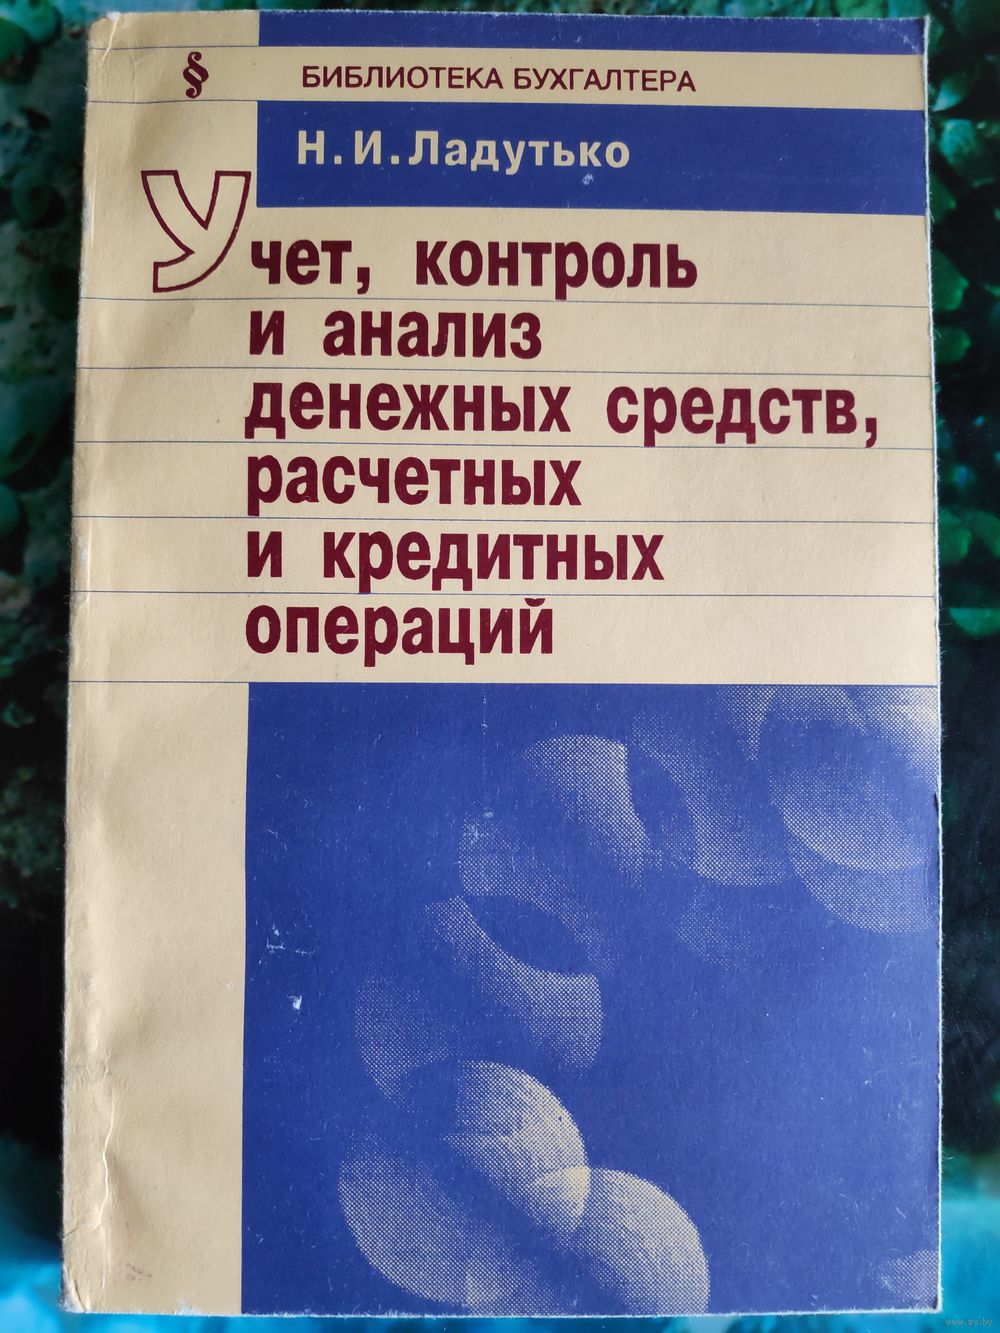 § БИБЛИОТЕКА БУХГАЛТЕРА
Н.И.Ладутько
Учет, контроль
и анализ
денежных средств,
расчетных
и кредитных
операций
www.ay.by